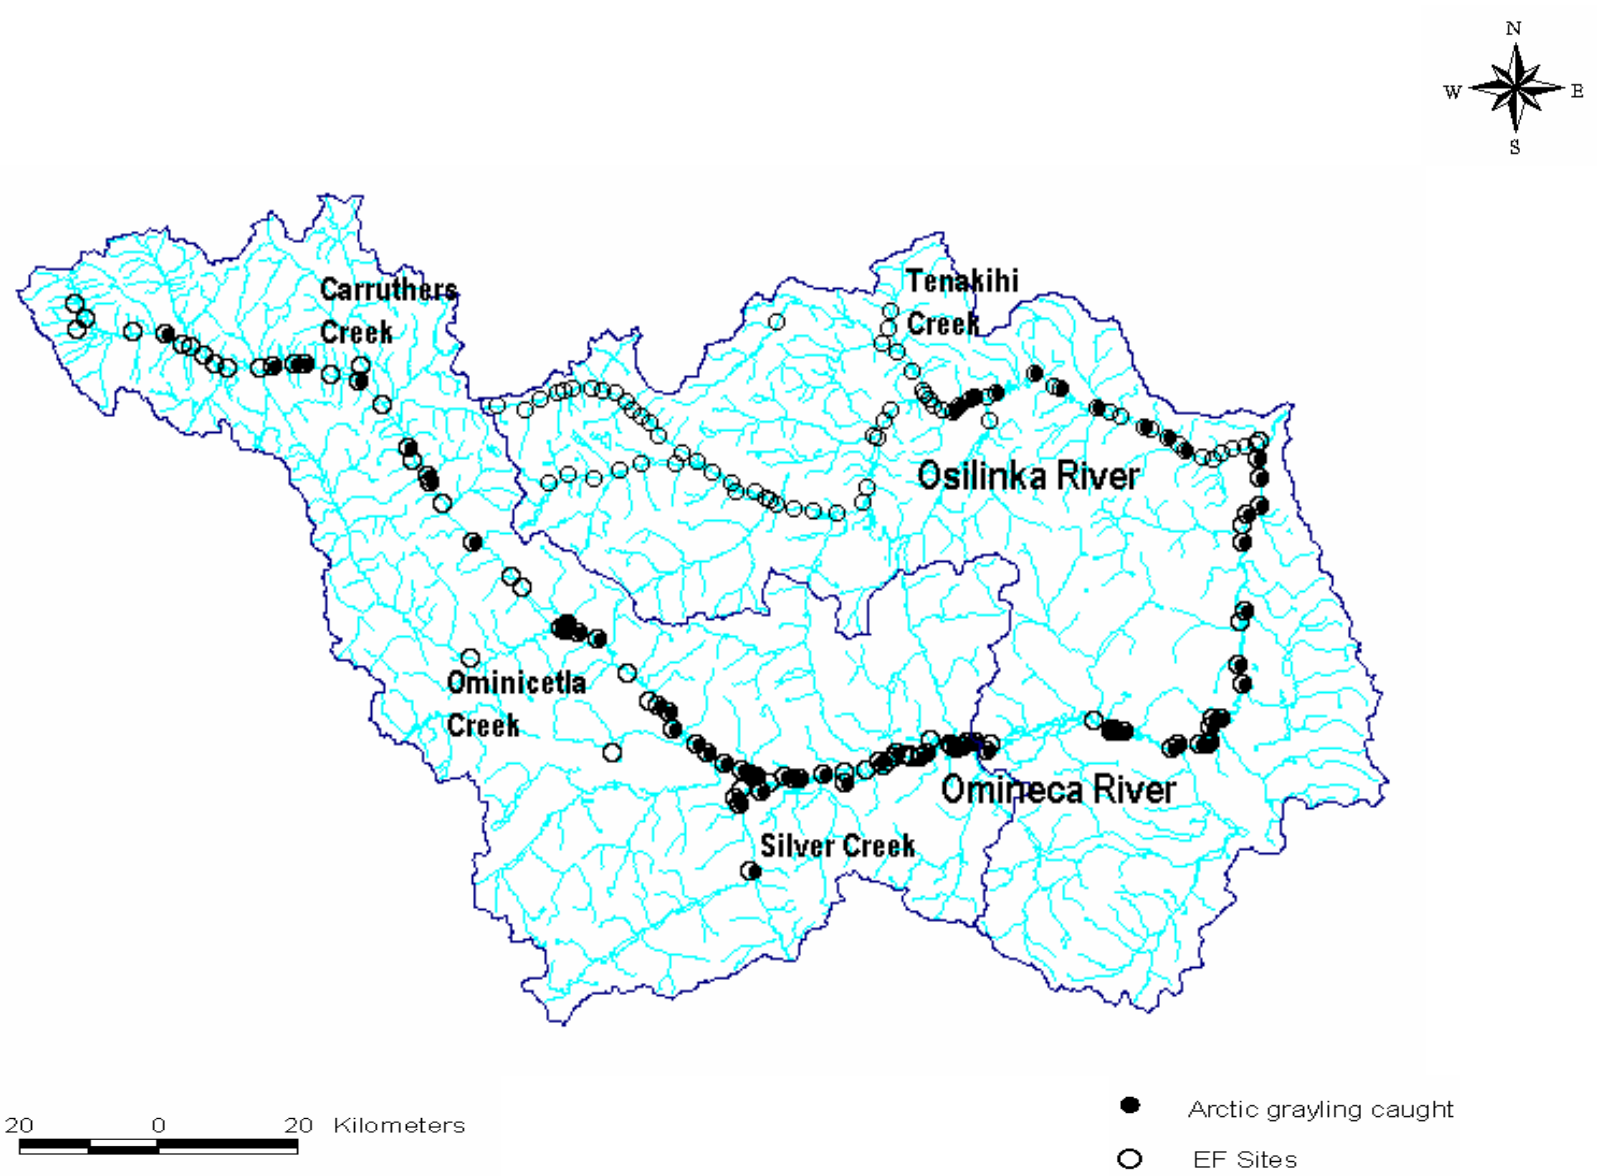 N
W E
S
Carruthers
Creek
Tenakihi
Creek
Osilinka River
Ominicetla
Creek
Omineca River
Silver Creek
20 0 20 Kilometers
Arctic grayling caught
EF Sites